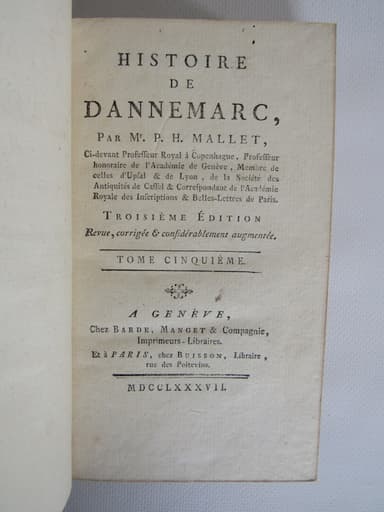 HISTOIRE
DE
DANNEMARC,
PAR Mr. P. H. MALLET,
Ci-devant Professeur Royal à Copenhague, Professeur
honoraire de l'Académie de Genève, Membre de
celles d'Upsal & de Lyon, de la Société des
Antiquités de Cassel & Correspondant de l'Académie
Royale des Inscriptions & Belles-Lettres de Paris.
TROISIÈME ÉDITION
Revue, corrigée & considérablement augmentée.
TOME CINQUIÈME.
A GENÈVE,
Chez BARDE, MANGET & Compagnie,
Imprimeurs-Libraires.
Et à PARIS, chez BUISSON, Libraire,
rue des Poitevins.
MDCCLXXXVII.